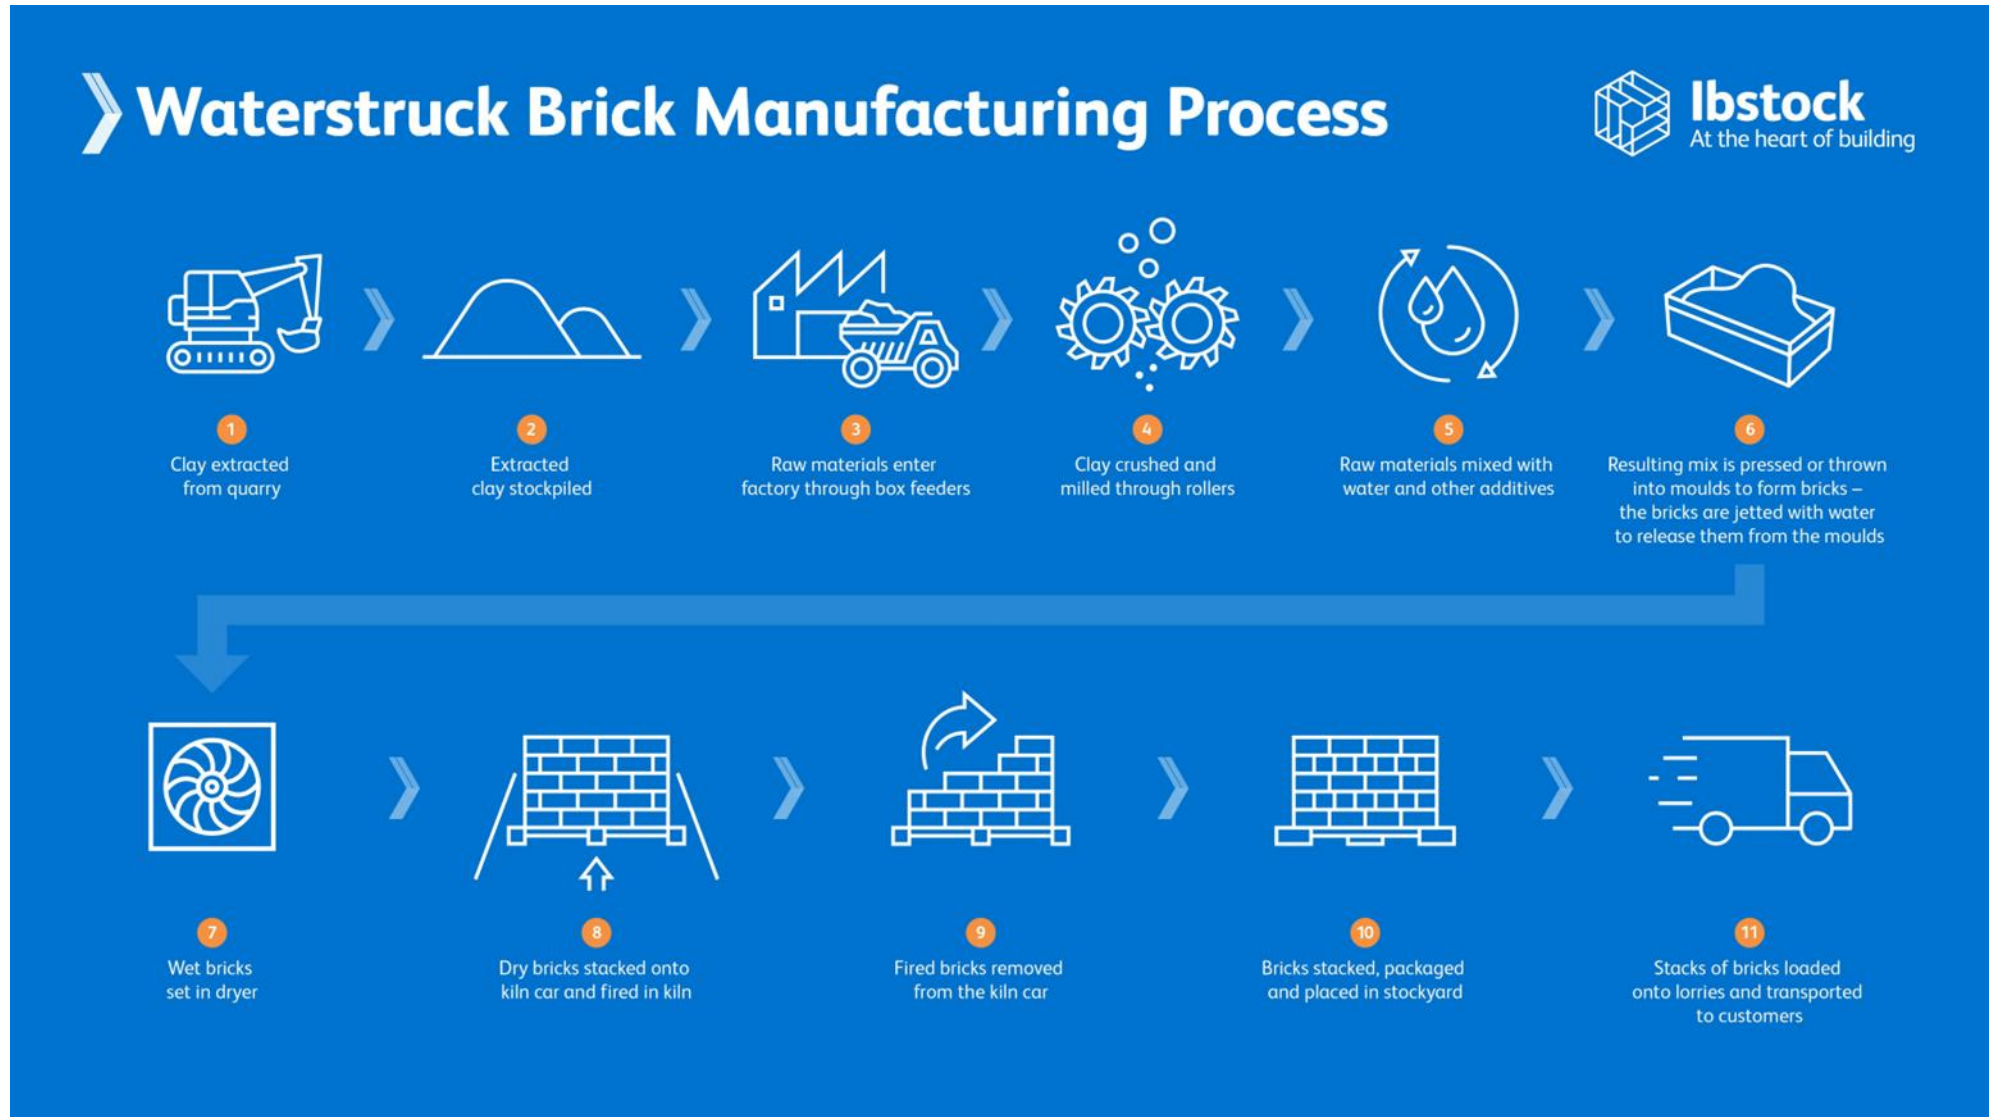 Waterstruck Brick Manufacturing Process
Ibstock
At the heart of building
1
Clay extracted
from quarry
2
Extracted
clay stockpiled
3
Raw materials enter
factory through box feeders
4
Clay crushed and
milled through rollers
5
Raw materials mixed with
water and other additives
6
Resulting mix is pressed or thrown
into moulds to form bricks –
the bricks are jetted with water
to release them from the moulds
7
Wet bricks
set in dryer
8
Dry bricks stacked onto
kiln car and fired in kiln
9
Fired bricks removed
from the kiln car
10
Bricks stacked, packaged
and placed in stockyard
11
Stacks of bricks loaded
onto lorries and transported
to customers